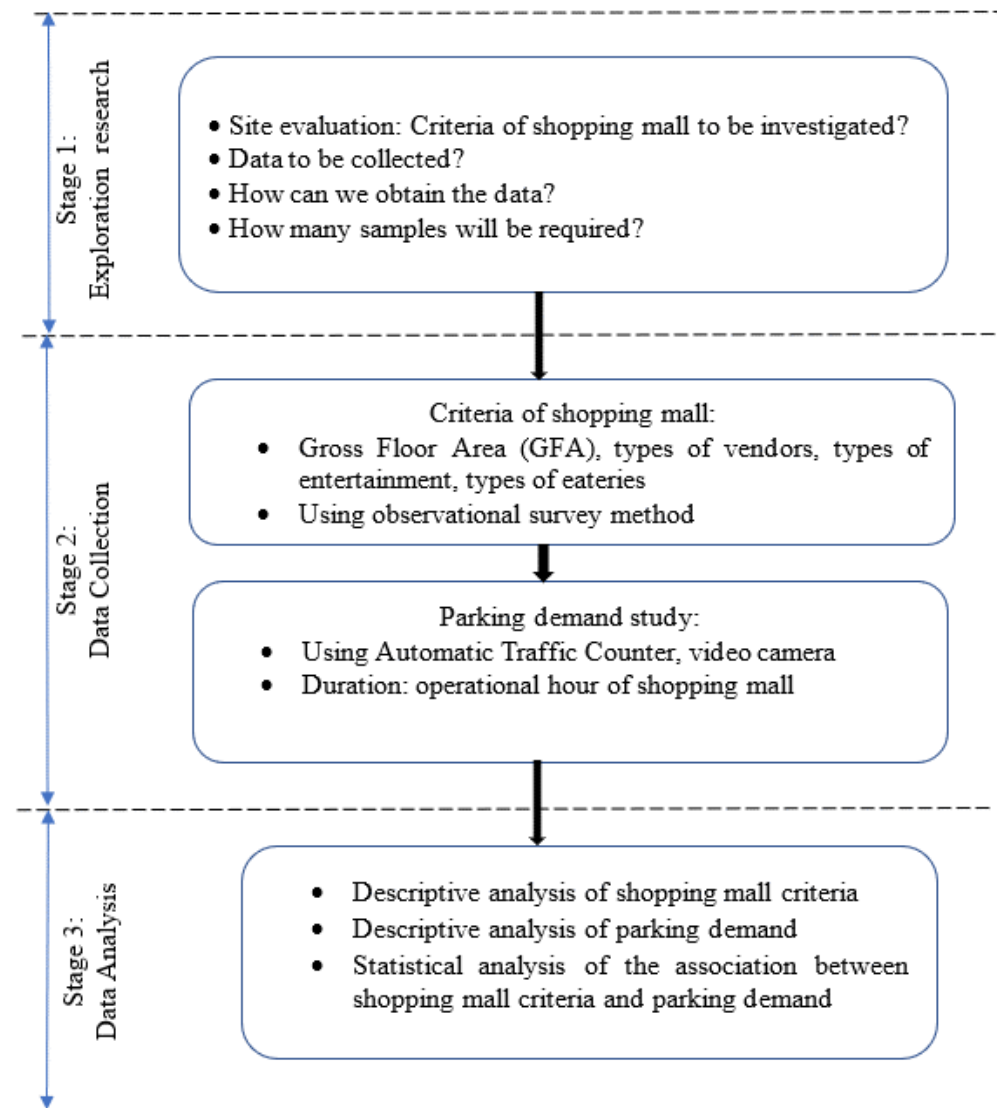 Stage 1:
Exploration research
• Site evaluation: Criteria of shopping mall to be investigated?
• Data to be collected?
• How can we obtain the data?
• How many samples will be required?
Stage 2:
Data Collection
Criteria of shopping mall:
• Gross Floor Area (GFA), types of vendors, types of
entertainment, types of eateries
• Using observational survey method
Parking demand study:
• Using Automatic Traffic Counter, video camera
• Duration: operational hour of shopping mall
Stage 3:
Data Analysis
• Descriptive analysis of shopping mall criteria
• Descriptive analysis of parking demand
• Statistical analysis of the association between
shopping mall criteria and parking demand